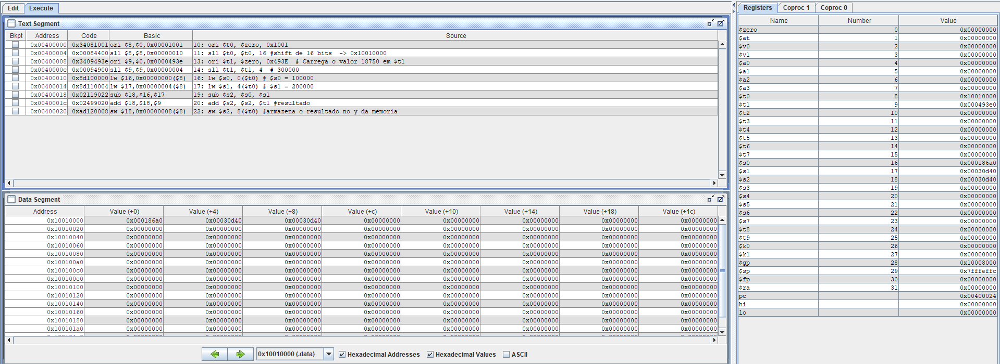 Edit Execute
Text Segment
Bkpt Address Code Basic Source
0x00400000 0x34081001 ori $8,$0,0x00001001 10: ori $t0, $zero, 0x1001
0x00400004 0x00084400 sll $8,$8,0x00000010 11: sll $t0, $t0, 16 #shift de 16 bits -> 0x10010000
0x00400008 0x3409493e ori $9,$0,0x0000493e 13: ori $t1, $zero, 0x493E # Carrega o valor 18750 em $t1
0x0040000c 0x00094900 sll $9,$9,0x00000004 14: sll $t1, $t1, 4 # 300000
0x00400010 0x8d100000 lw $16,0x00000000($8) 16: lw $s0, 0($t0) # $s0 = 100000
0x00400014 0x8d110004 lw $17,0x00000004($8) 17: lw $s1, 4($t0) # $s1 = 200000
0x00400018 0x02119022 sub $18,$16,$17 19: sub $s2, $s0, $s1
0x0040001c 0x02499020 add $18,$18,$9 20: add $s2, $s2, $t1 #resultado
0x00400020 0xad120008 sw $18,0x00000008($8) 22: sw $s2, 8($t0) #armazena o resultado no y da memoria
Data Segment
Address Value (+0) Value (+4) Value (+8) Value (+c) Value (+10) Value (+14) Value (+18) Value (+1c)
0x10010000 0x000186a0 0x00030d40 0x00030d40 0x00000000 0x00000000 0x00000000 0x00000000 0x00000000
0x10010020 0x00000000 0x00000000 0x00000000 0x00000000 0x00000000 0x00000000 0x00000000 0x00000000
0x10010040 0x00000000 0x00000000 0x00000000 0x00000000 0x00000000 0x00000000 0x00000000 0x00000000
0x10010060 0x00000000 0x00000000 0x00000000 0x00000000 0x00000000 0x00000000 0x00000000 0x00000000
0x10010080 0x00000000 0x00000000 0x00000000 0x00000000 0x00000000 0x00000000 0x00000000 0x00000000
0x100100a0 0x00000000 0x00000000 0x00000000 0x00000000 0x00000000 0x00000000 0x00000000 0x00000000
0x100100c0 0x00000000 0x00000000 0x00000000 0x00000000 0x00000000 0x00000000 0x00000000 0x00000000
0x100100e0 0x00000000 0x00000000 0x00000000 0x00000000 0x00000000 0x00000000 0x00000000 0x00000000
0x10010100 0x00000000 0x00000000 0x00000000 0x00000000 0x00000000 0x00000000 0x00000000 0x00000000
0x10010120 0x00000000 0x00000000 0x00000000 0x00000000 0x00000000 0x00000000 0x00000000 0x00000000
0x10010140 0x00000000 0x00000000 0x00000000 0x00000000 0x00000000 0x00000000 0x00000000 0x00000000
0x10010160 0x00000000 0x00000000 0x00000000 0x00000000 0x00000000 0x00000000 0x00000000 0x00000000
0x10010180 0x00000000 0x00000000 0x00000000 0x00000000 0x00000000 0x00000000 0x00000000 0x00000000
0x100101a0 0x00000000 0x00000000 0x00000000 0x00000000 0x00000000 0x00000000 0x00000000 0x00000000
0x10010000 (.data) Hexadecimal Addresses Hexadecimal Values ASCII
Registers Coproc 1 Coproc 0
Name Number Value
$zero 0 0x00000000
$at 1 0x00000000
$v0 2 0x00000000
$v1 3 0x00000000
$a0 4 0x00000000
$a1 5 0x00000000
$a2 6 0x00000000
$a3 7 0x00000000
$t0 8 0x10010000
$t1 9 0x000493e0
$t2 10 0x00000000
$t3 11 0x00000000
$t4 12 0x00000000
$t5 13 0x00000000
$t6 14 0x00000000
$t7 15 0x00000000
$s0 16 0x000186a0
$s1 17 0x00030d40
$s2 18 0x00030d40
$s3 19 0x00000000
$s4 20 0x00000000
$s5 21 0x00000000
$s6 22 0x00000000
$s7 23 0x00000000
$t8 24 0x00000000
$t9 25 0x00000000
$k0 26 0x00000000
$k1 27 0x00000000
$gp 28 0x10008000
$sp 29 0x7fffeffc
$fp 30 0x00000000
$ra 31 0x00000000
pc 0x00400024
hi 0x00000000
lo 0x00000000